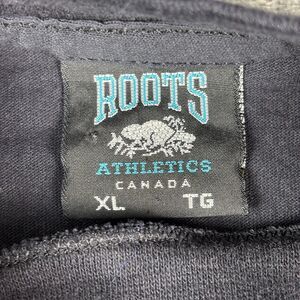 ROOTS
ATHLETICS
CANADA
XL TG